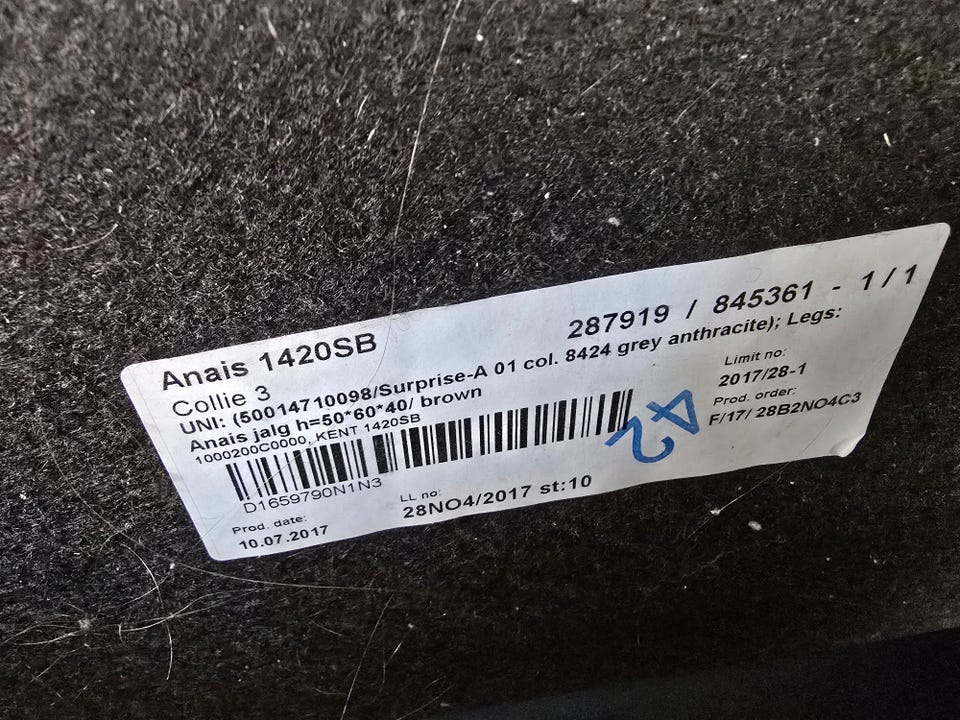 Anais 1420SB
287919 / 845361 - 1 / 1
Collie 3
UNI: (50014710098/Surprise-A 01 col. 8424 grey anthracite); Legs:
Anais jalg h=50*60*40/ brown
1000200C0000, KENT 1420SB
D1659790N1N3
Prod. date:
10.07.2017
LL no:
28NO4/2017 st:10
42
Limit no:
2017/28-1
Prod. order:
F/17/ 28B2NO4C3